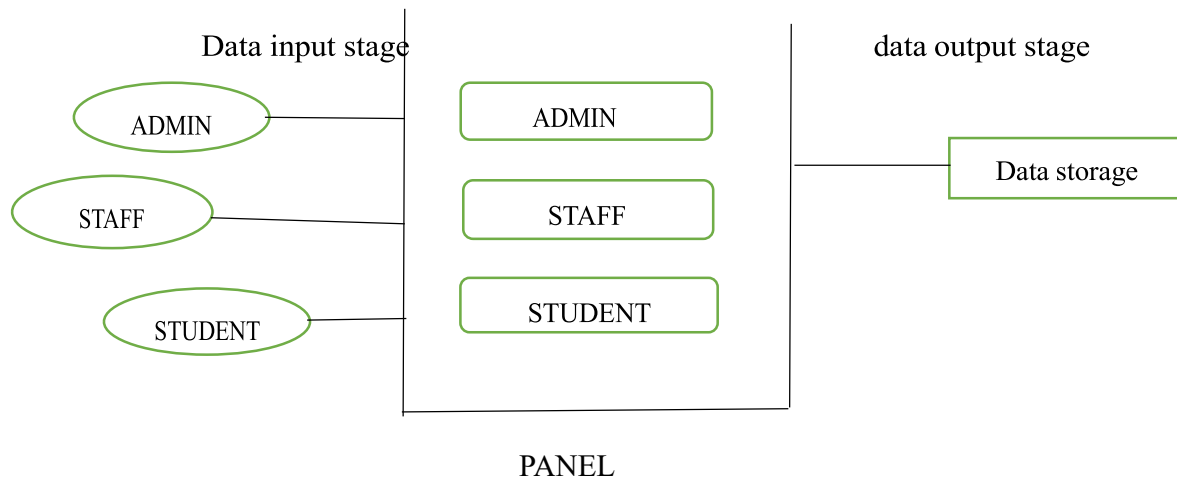 Data input stage
data output stage
ADMIN
ADMIN
STAFF
STAFF
STUDENT
STUDENT
Data storage
PANEL